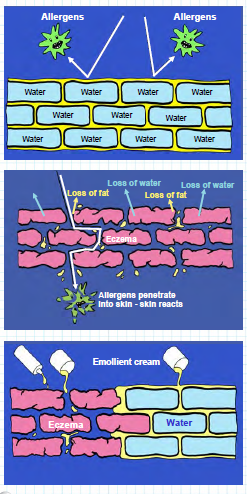 Allergens Allergens
Water Water Water
Water Water Water
Water Water Water Water
Loss of water Loss of water
Loss of fat Loss of fat
Eczema
Allergens penetrate
into skin - skin reacts
Emollient cream
Eczema Water